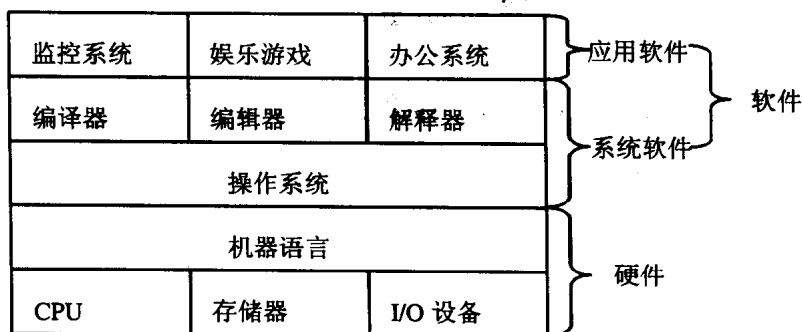 监控系统 娱乐游戏 办公系统 应用软件
软件
编译器 编辑器 解释器
系统软件
操作系统
机器语言
硬件
CPU 存储器 I/O 设备